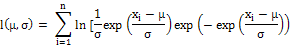 l(μ,σ) = ∑_{i=1}^{n} ln [1/σ exp ((x_i − μ)/σ) exp (− exp ((x_i − μ)/σ))